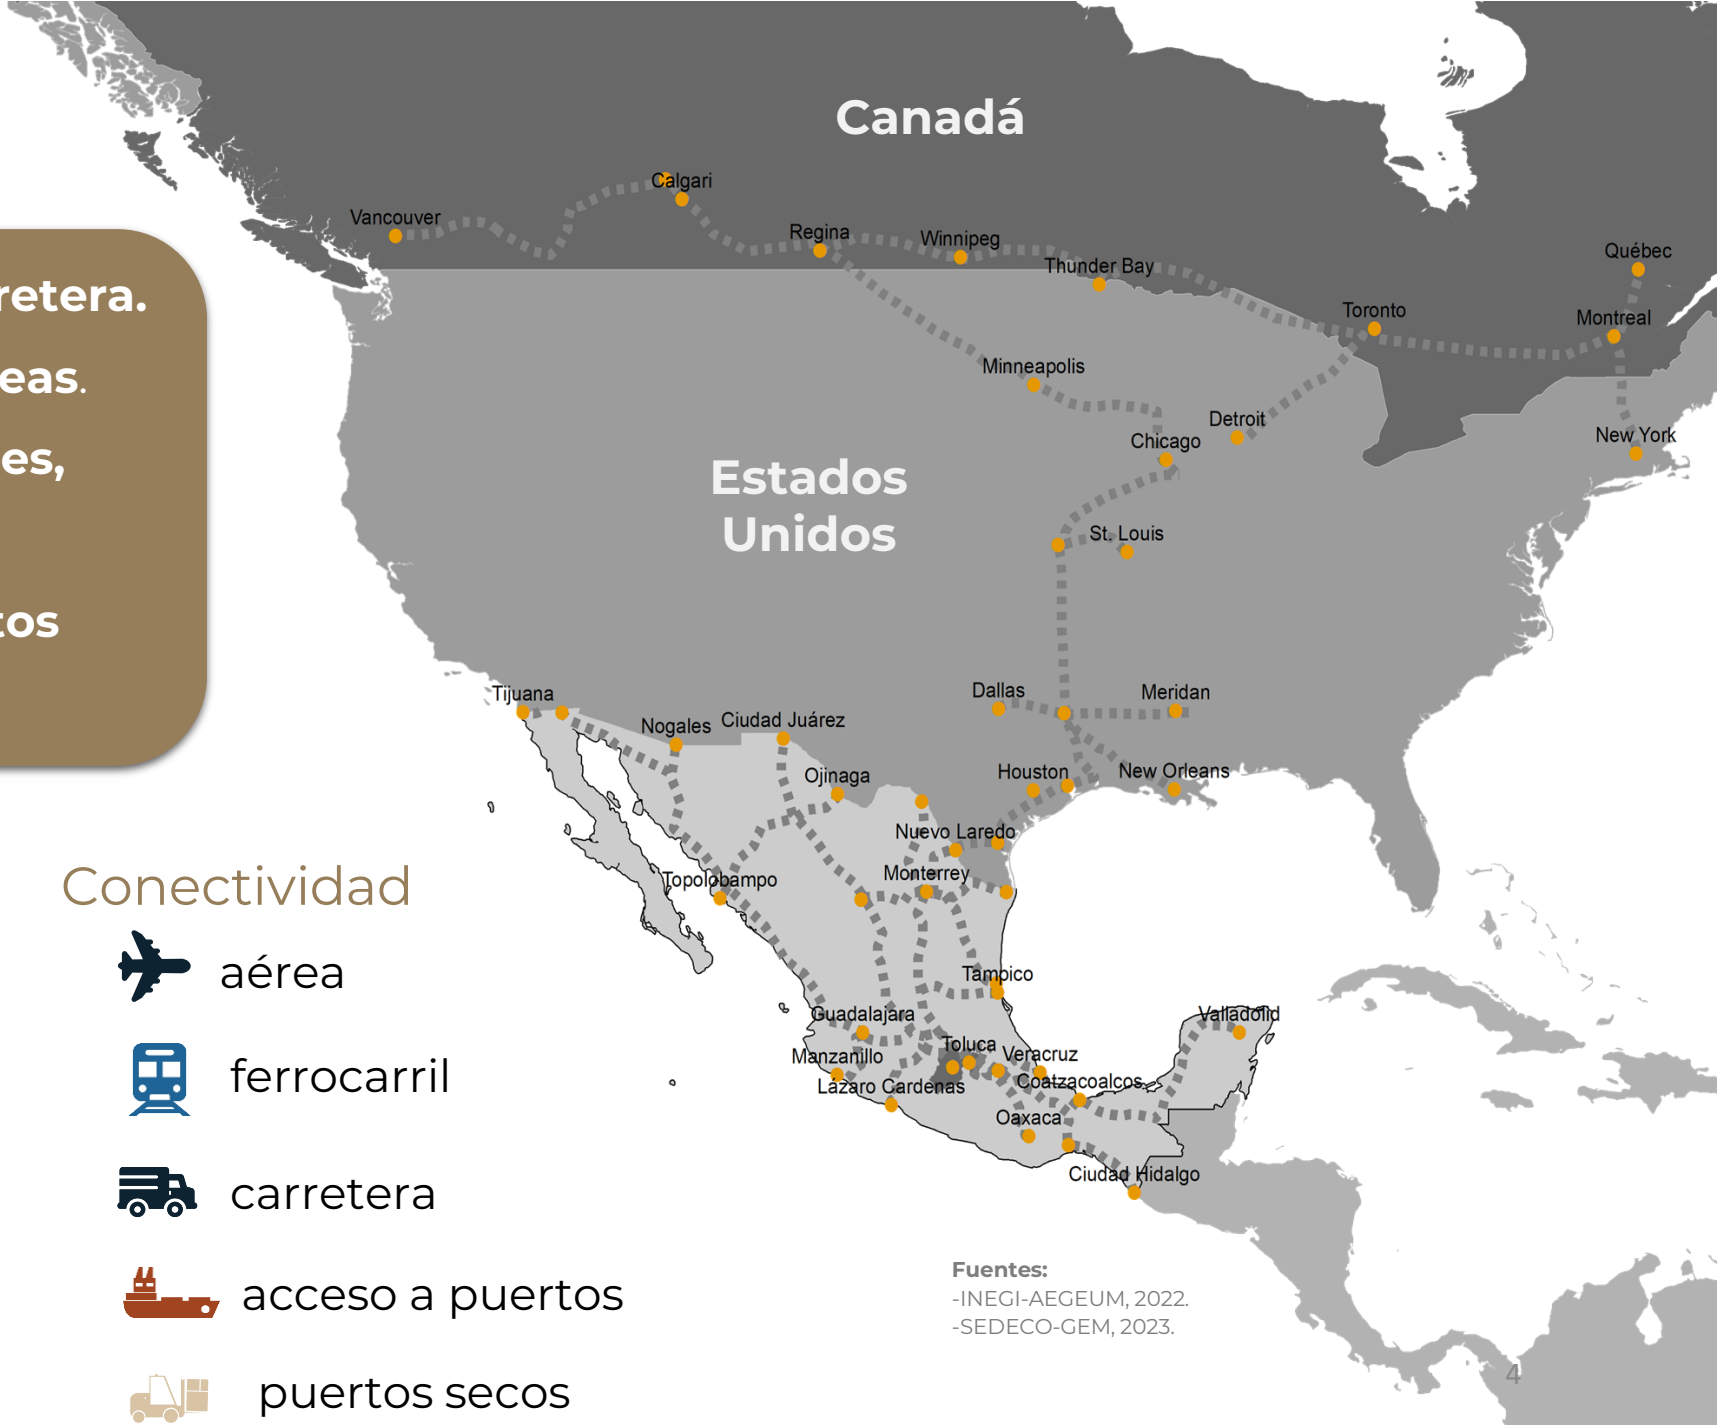 Canadá
Calgari
Vancouver
Regina
Winnipeg
Thunder Bay
Québec
Toronto
Montreal
retera.
eas.
es,
tos
Minneapolis
Detroit
Chicago
New York
Estados
Unidos
St. Louis
Tijuana
Dallas
Meridan
Nogales
Ciudad Juárez
Ojinaga
Houston
New Orleans
Nuevo Laredo
Monterrey
Topolobampo
Tampico
Guadalajara
Valladolid
Manzanillo
Toluca
Veracruz
Lázaro Cardenas
Coatzacoalcos
Oaxaca
Ciudad Hidalgo
Conectividad
aérea
ferrocarril
carretera
acceso a puertos
puertos secos
Fuentes:
-INEGI-AEGEUM, 2022.
-SEDECO-GEM, 2023.
4